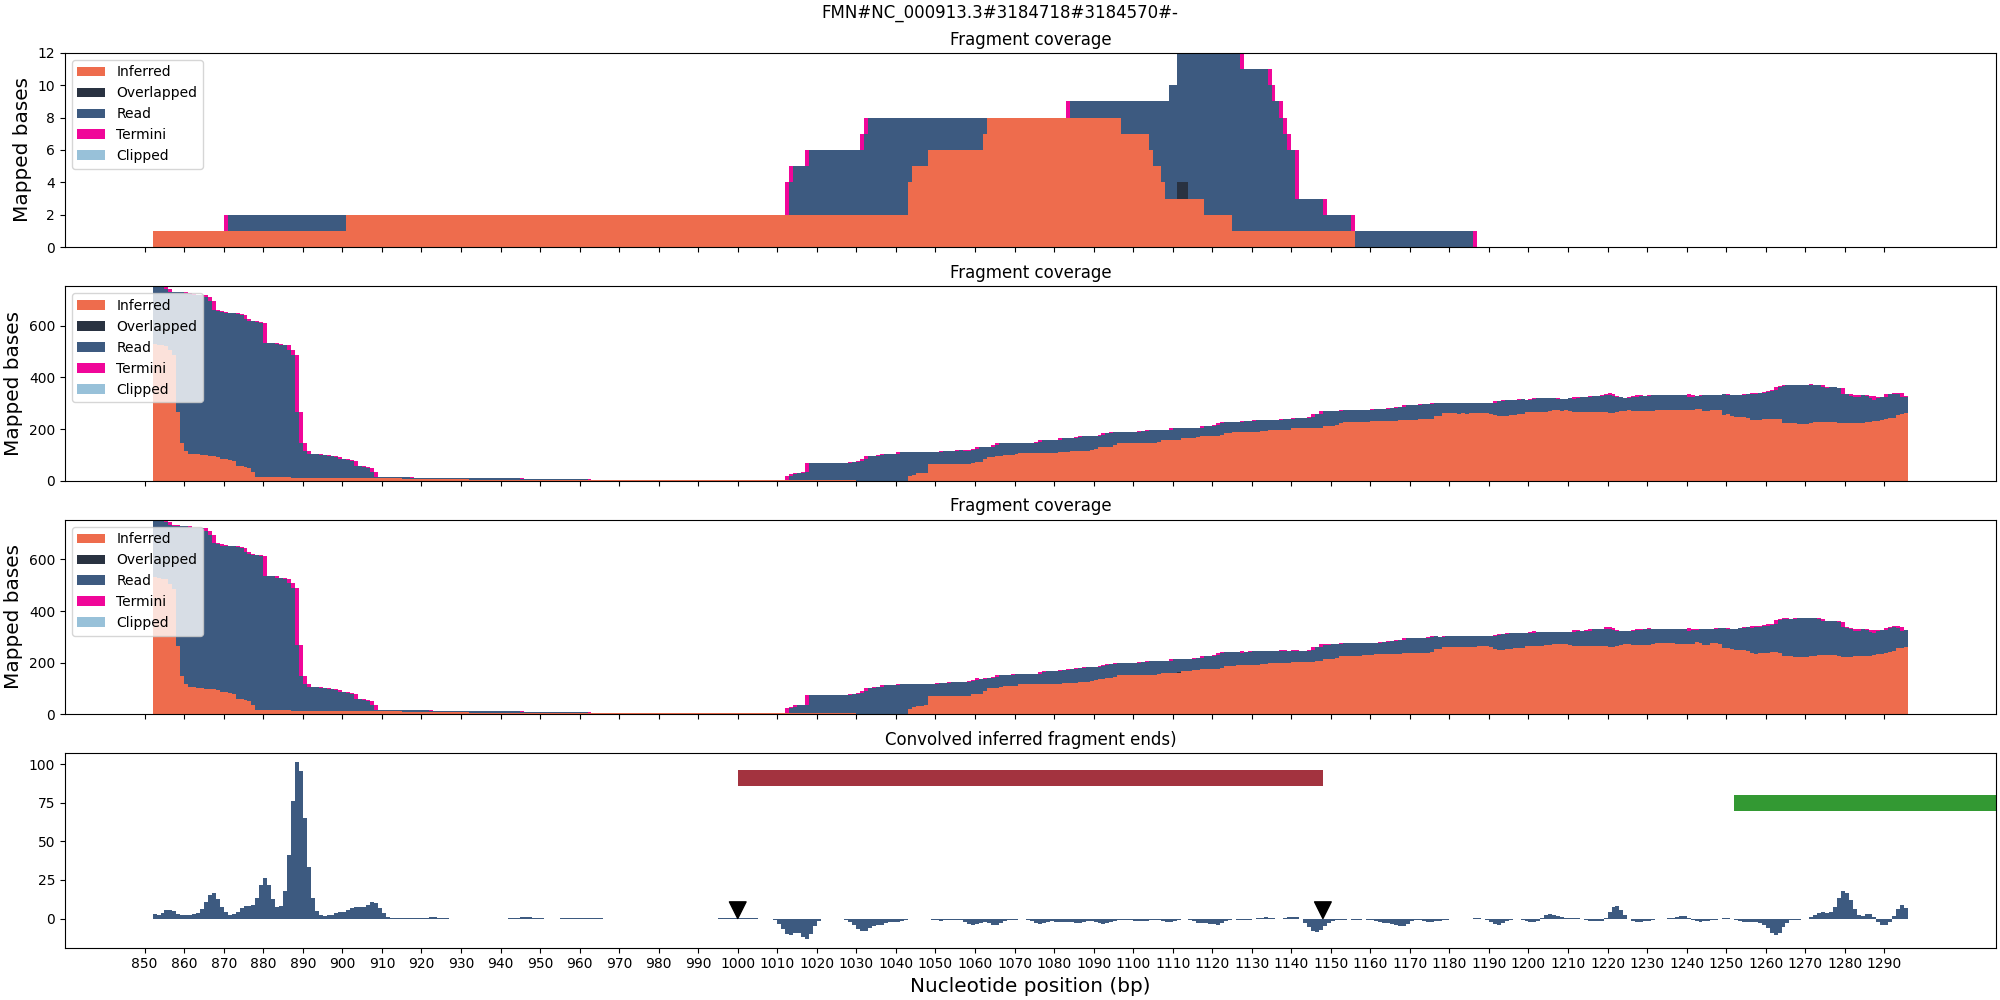 FMN#NC_000913.3#3184718#3184570#-
Fragment coverage
Mapped bases
12
10
8
6
4
2
0
Inferred
Overlapped
Read
Termini
Clipped
Fragment coverage
Mapped bases
600
400
200
0
Inferred
Overlapped
Read
Termini
Clipped
Fragment coverage
Mapped bases
600
400
200
0
Inferred
Overlapped
Read
Termini
Clipped
Convolved inferred fragment ends)
100
75
50
25
0
850 860 870 880 890 900 910 920 930 940 950 960 970 980 990 1000 1010 1020 1030 1040 1050 1060 1070 1080 1090 1100 1110 1120 1130 1140 1150 1160 1170 1180 1190 1200 1210 1220 1230 1240 1250 1260 1270 1280 1290
Nucleotide position (bp)